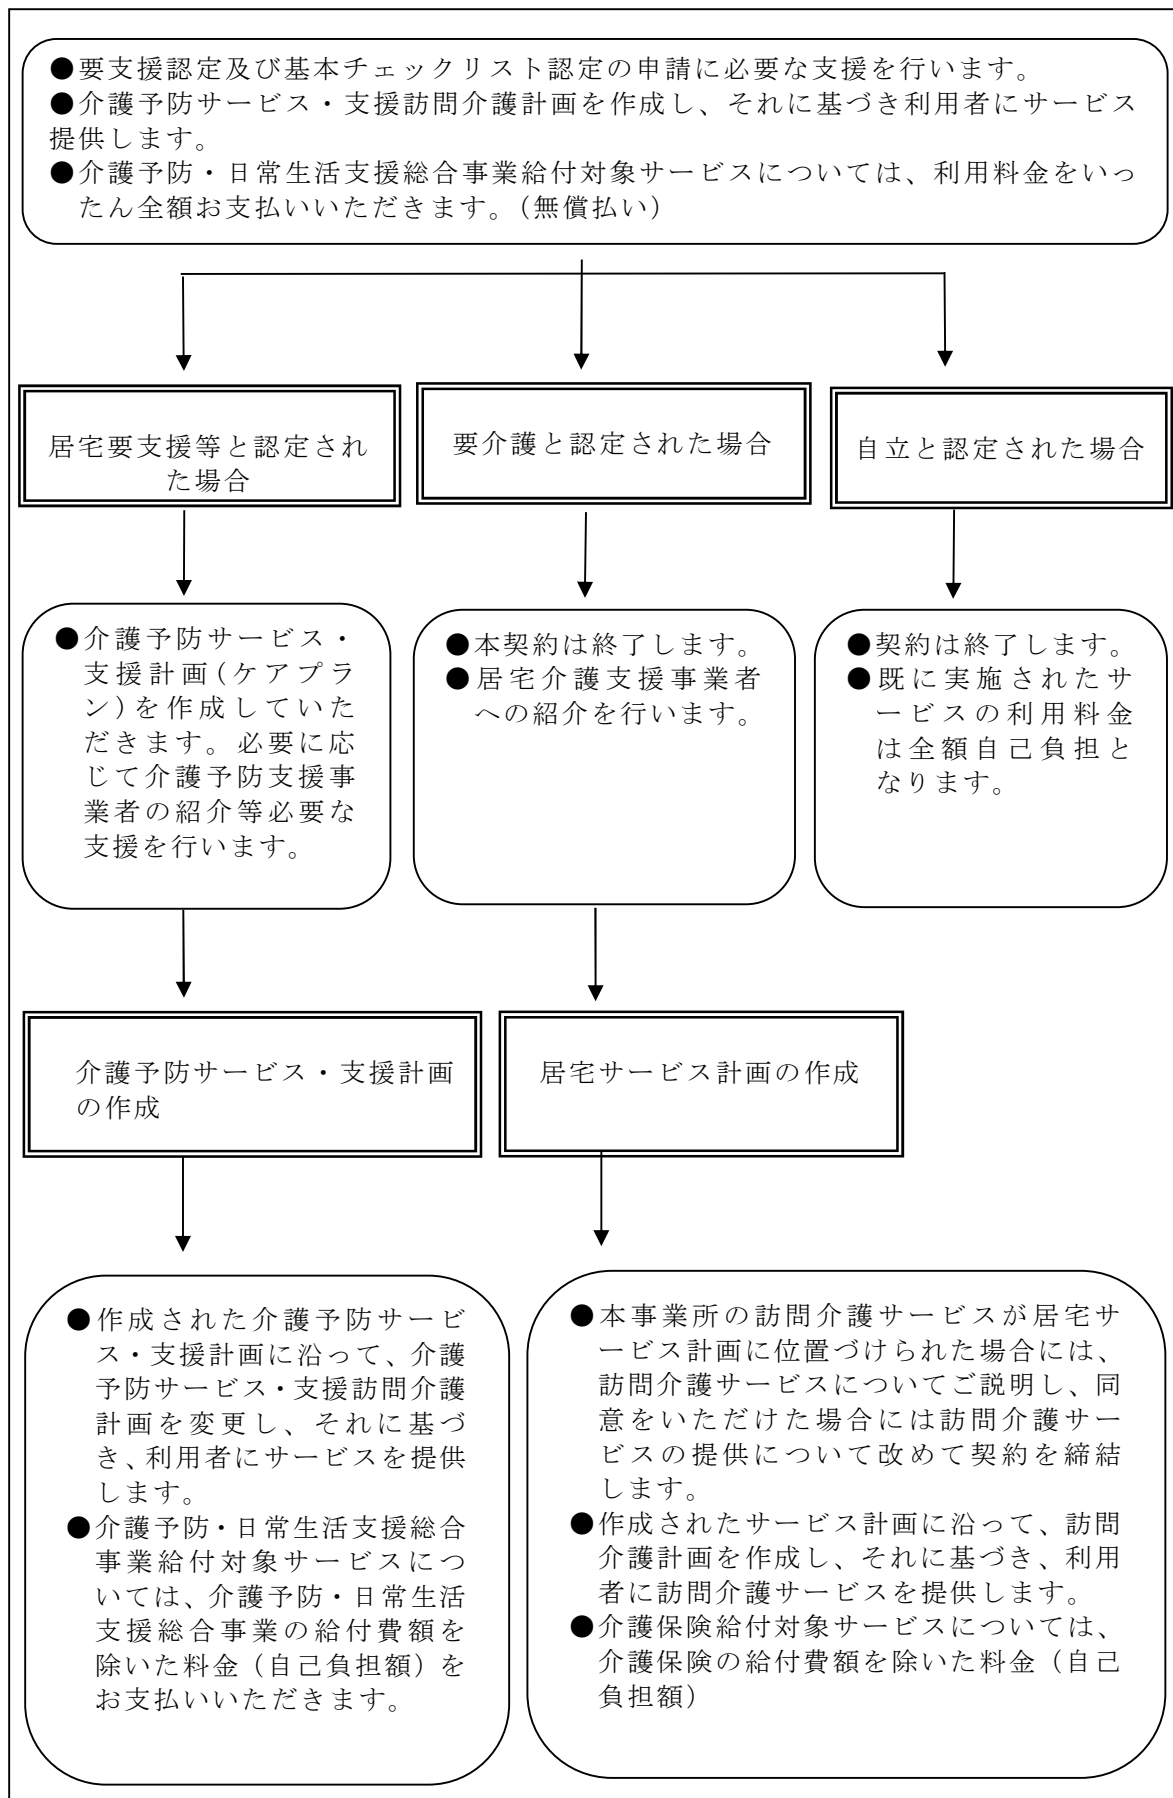 ●要支援認定及び基本チェックリスト認定の申請に必要な支援を行います。
●介護予防サービス・支援訪問介護計画を作成し、それに基づき利用者にサービス
提供します。
●介護予防・日常生活支援総合事業給付対象サービスについては、利用料金をいっ
たん全額お支払いいただきます。（無償払い）
居宅要支援等と認定され
た場合
要介護と認定された場合
自立と認定された場合
●介護予防サービス・
支援計画（ケアプラ
ン）を作成していた
だきます。必要に応
じて介護予防支援事
業者の紹介等必要な
支援を行います。
●本契約は終了します。
●居宅介護支援事業者
への紹介を行います。
●契約は終了します。
●既に実施されたサ
ービスの利用料金
は全額自己負担と
なります。
介護予防サービス・支援計画
の作成
居宅サービス計画の作成
●作成された介護予防サービ
ス・支援計画に沿って、介護
予防サービス・支援訪問介護
計画を変更し、それに基づ
き、利用者にサービスを提供
します。
●介護予防・日常生活支援総合
事業給付対象サービスにつ
いては、介護予防・日常生活
支援総合事業の給付費額を
除いた料金（自己負担額）を
お支払いいただきます。
●本事業所の訪問介護サービスが居宅サ
ービス計画に位置づけられた場合には、
訪問介護サービスについてご説明し、同
意をいただけた場合には訪問介護サー
ビスの提供について改めて契約を締結
します。
●作成されたサービス計画に沿って、訪問
介護計画を作成し、それに基づき、利用
者に訪問介護サービスを提供します。
●介護保険給付対象サービスについては、
介護保険の給付費額を除いた料金（自己
負担額）